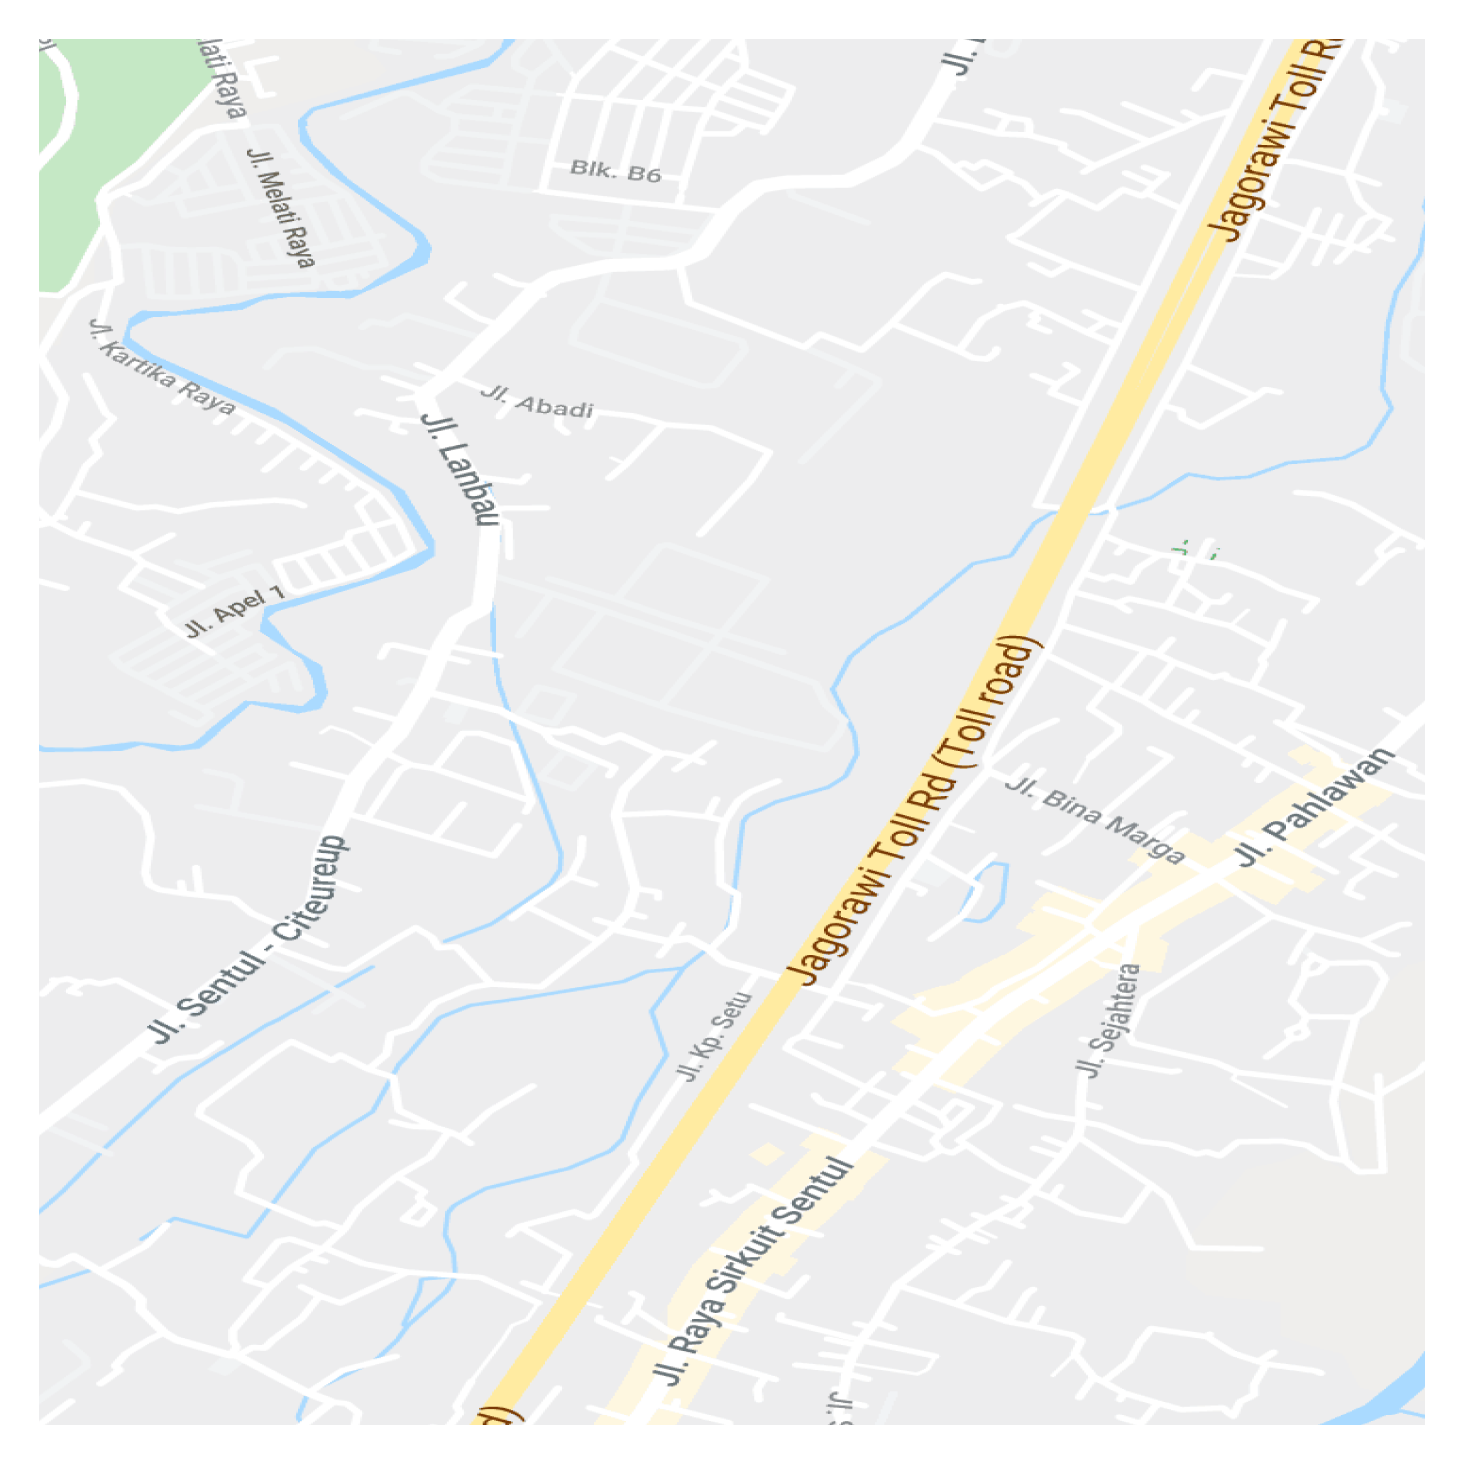 Jl. Melati Raya
Blk. B6
Jagorawi Toll Rd
Jl. Kartika Raya
Jl. Abadi
Jl. Lanbau
Jl. Apel 1
Jagorawi Toll Rd (Toll road)
Jl. Bina Marga
Jl. Pahlawan
Jl. Sentul - Citeureup
Jl. Sejahtera
Jl. Kp. Setu
Jl. Raya Sirkuit Sentul